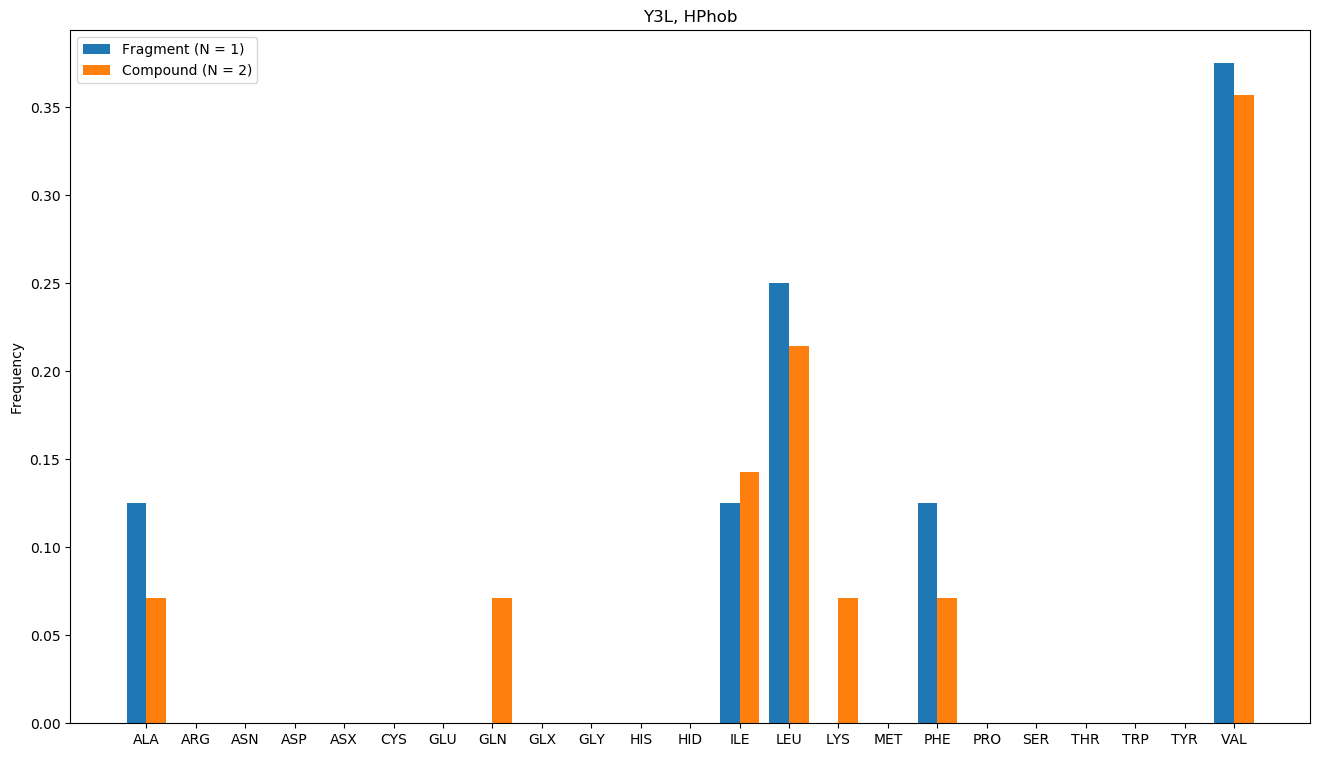 Y3L, HPhob
Fragment (N = 1)
Compound (N = 2)
Frequency
0.35
0.30
0.25
0.20
0.15
0.10
0.05
0.00
ALA ARG ASN ASP ASX CYS GLU GLN GLX GLY HIS HID ILE LEU LYS MET PHE PRO SER THR TRP TYR VAL